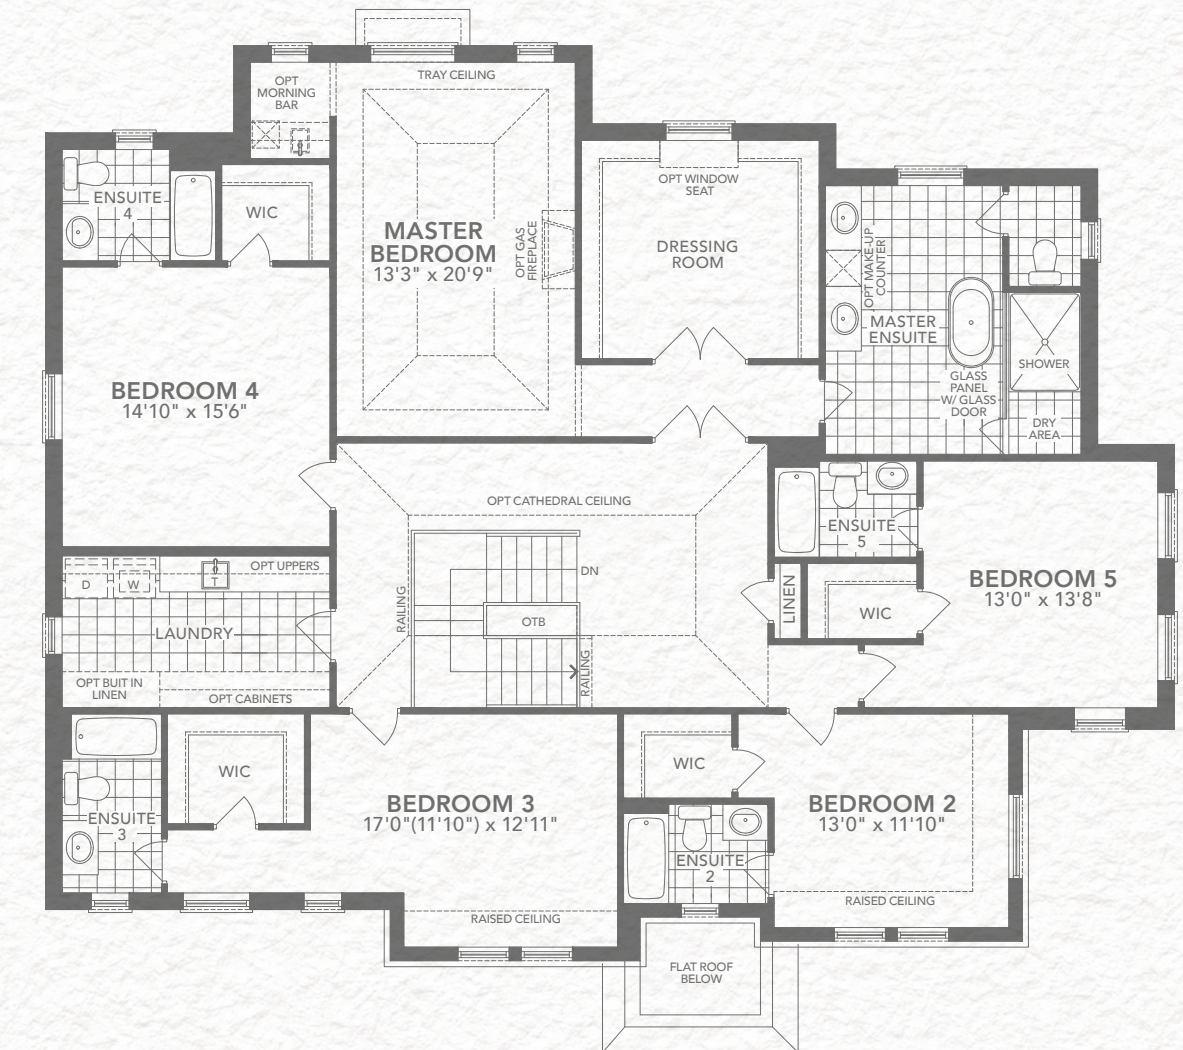 TRAY CEILING
OPT
MORNING
BAR
ENSUITE
4
WIC
MASTER
BEDROOM
13'3" x 20'9"
OPT GAS
FIREPLACE
OPT WINDOW
SEAT
DRESSING
ROOM
OPT MAKE-UP
COUNTER
MASTER
ENSUITE
SHOWER
GLASS
PANEL
W/ GLASS
DOOR
DRY
AREA
BEDROOM 4
14'10" x 15'6"
OPT CATHEDRAL CEILING
ENSUITE
5
BEDROOM 5
13'0" x 13'8"
OPT UPPERS
D
W
T
LAUNDRY
OPT BUIT IN
LINEN
OPT CABINETS
RAILING
DN
OTB
RAILING
LINEN
WIC
WIC
ENSUITE
3
BEDROOM 3
17'0"(11'10") x 12'11"
RAISED CEILING
WIC
ENSUITE
2
BEDROOM 2
13'0" x 11'10"
RAISED CEILING
FLAT ROOF
BELOW